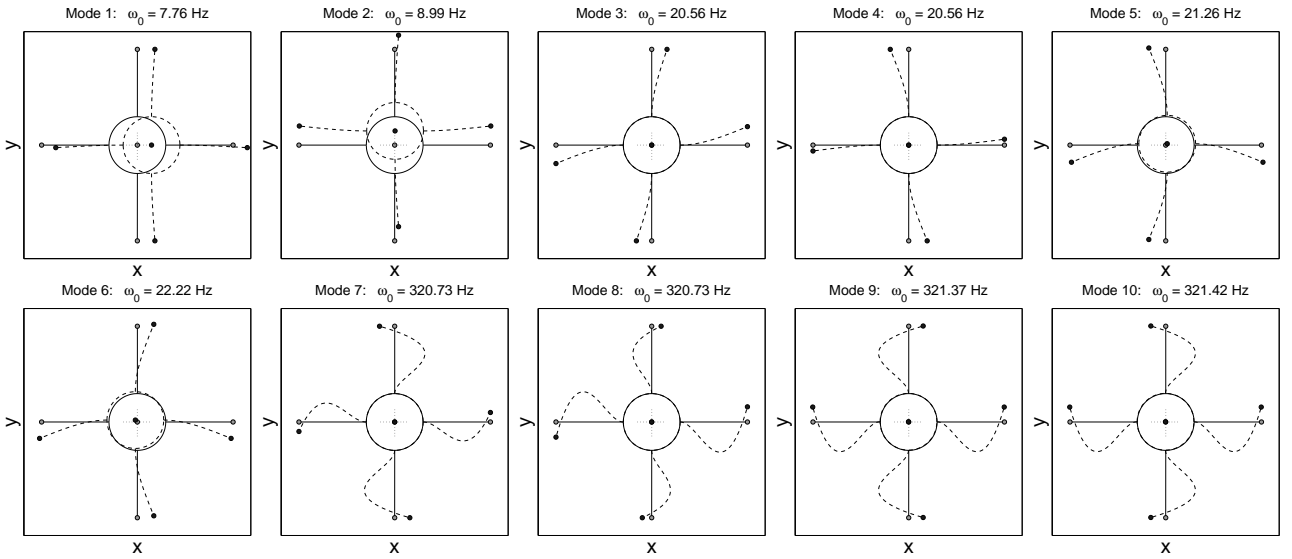 Mode 1: ω₀ = 7.76 Hz
Mode 2: ω₀ = 8.99 Hz
Mode 3: ω₀ = 20.56 Hz
Mode 4: ω₀ = 20.56 Hz
Mode 5: ω₀ = 21.26 Hz
y
y
y
y
y
x
x
x
x
x
Mode 6: ω₀ = 22.22 Hz
Mode 7: ω₀ = 320.73 Hz
Mode 8: ω₀ = 320.73 Hz
Mode 9: ω₀ = 321.37 Hz
Mode 10: ω₀ = 321.42 Hz
y
y
y
y
y
x
x
x
x
x